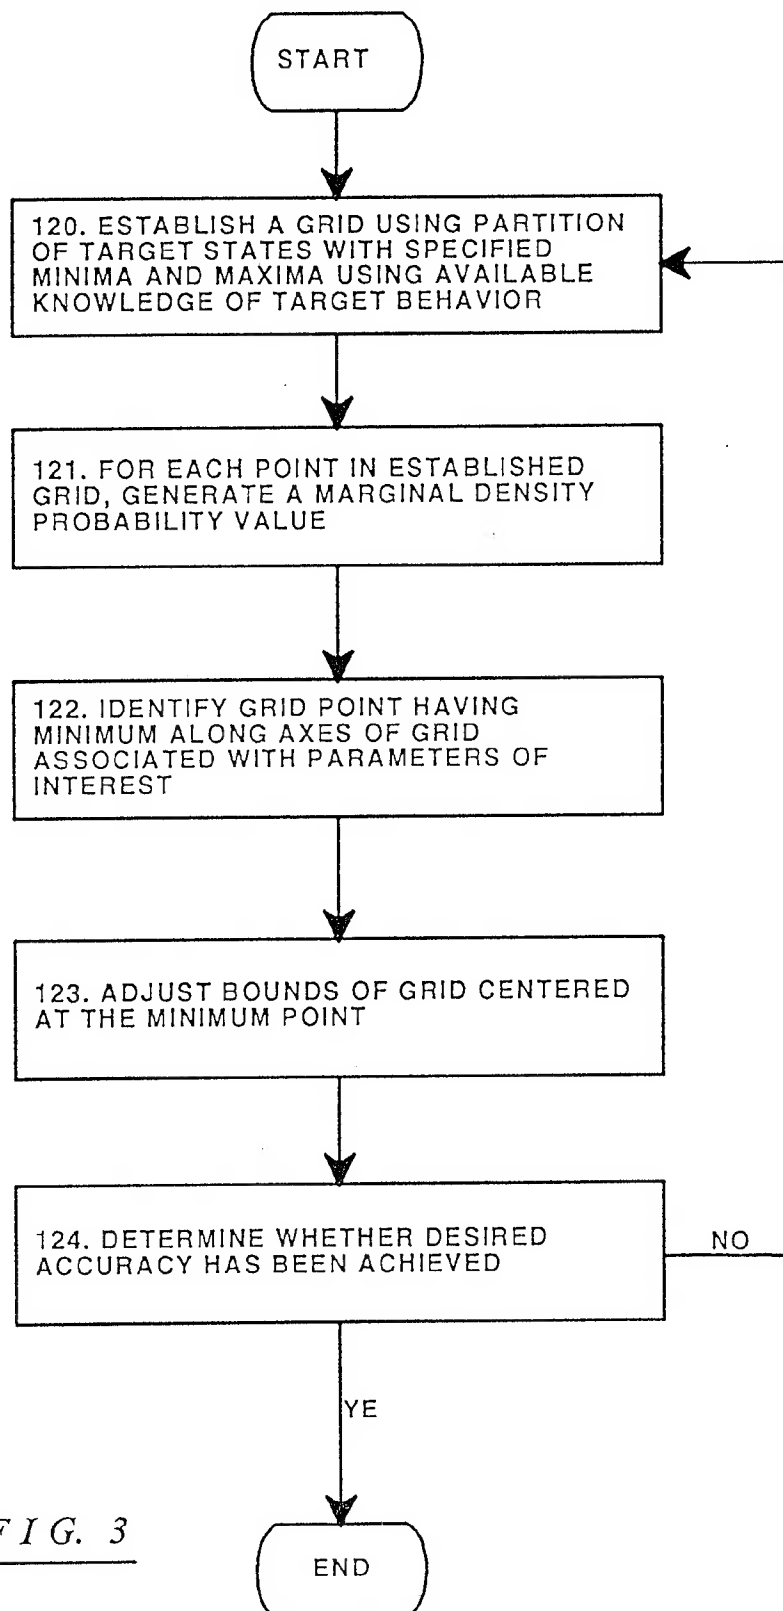 START
120. ESTABLISH A GRID USING PARTITION
OF TARGET STATES WITH SPECIFIED
MINIMA AND MAXIMA USING AVAILABLE
KNOWLEDGE OF TARGET BEHAVIOR
121. FOR EACH POINT IN ESTABLISHED
GRID, GENERATE A MARGINAL DENSITY
PROBABILITY VALUE
122. IDENTIFY GRID POINT HAVING
MINIMUM ALONG AXES OF GRID
ASSOCIATED WITH PARAMETERS OF
INTEREST
123. ADJUST BOUNDS OF GRID CENTERED
AT THE MINIMUM POINT
124. DETERMINE WHETHER DESIRED
ACCURACY HAS BEEN ACHIEVED
NO
YE
FIG. 3
END